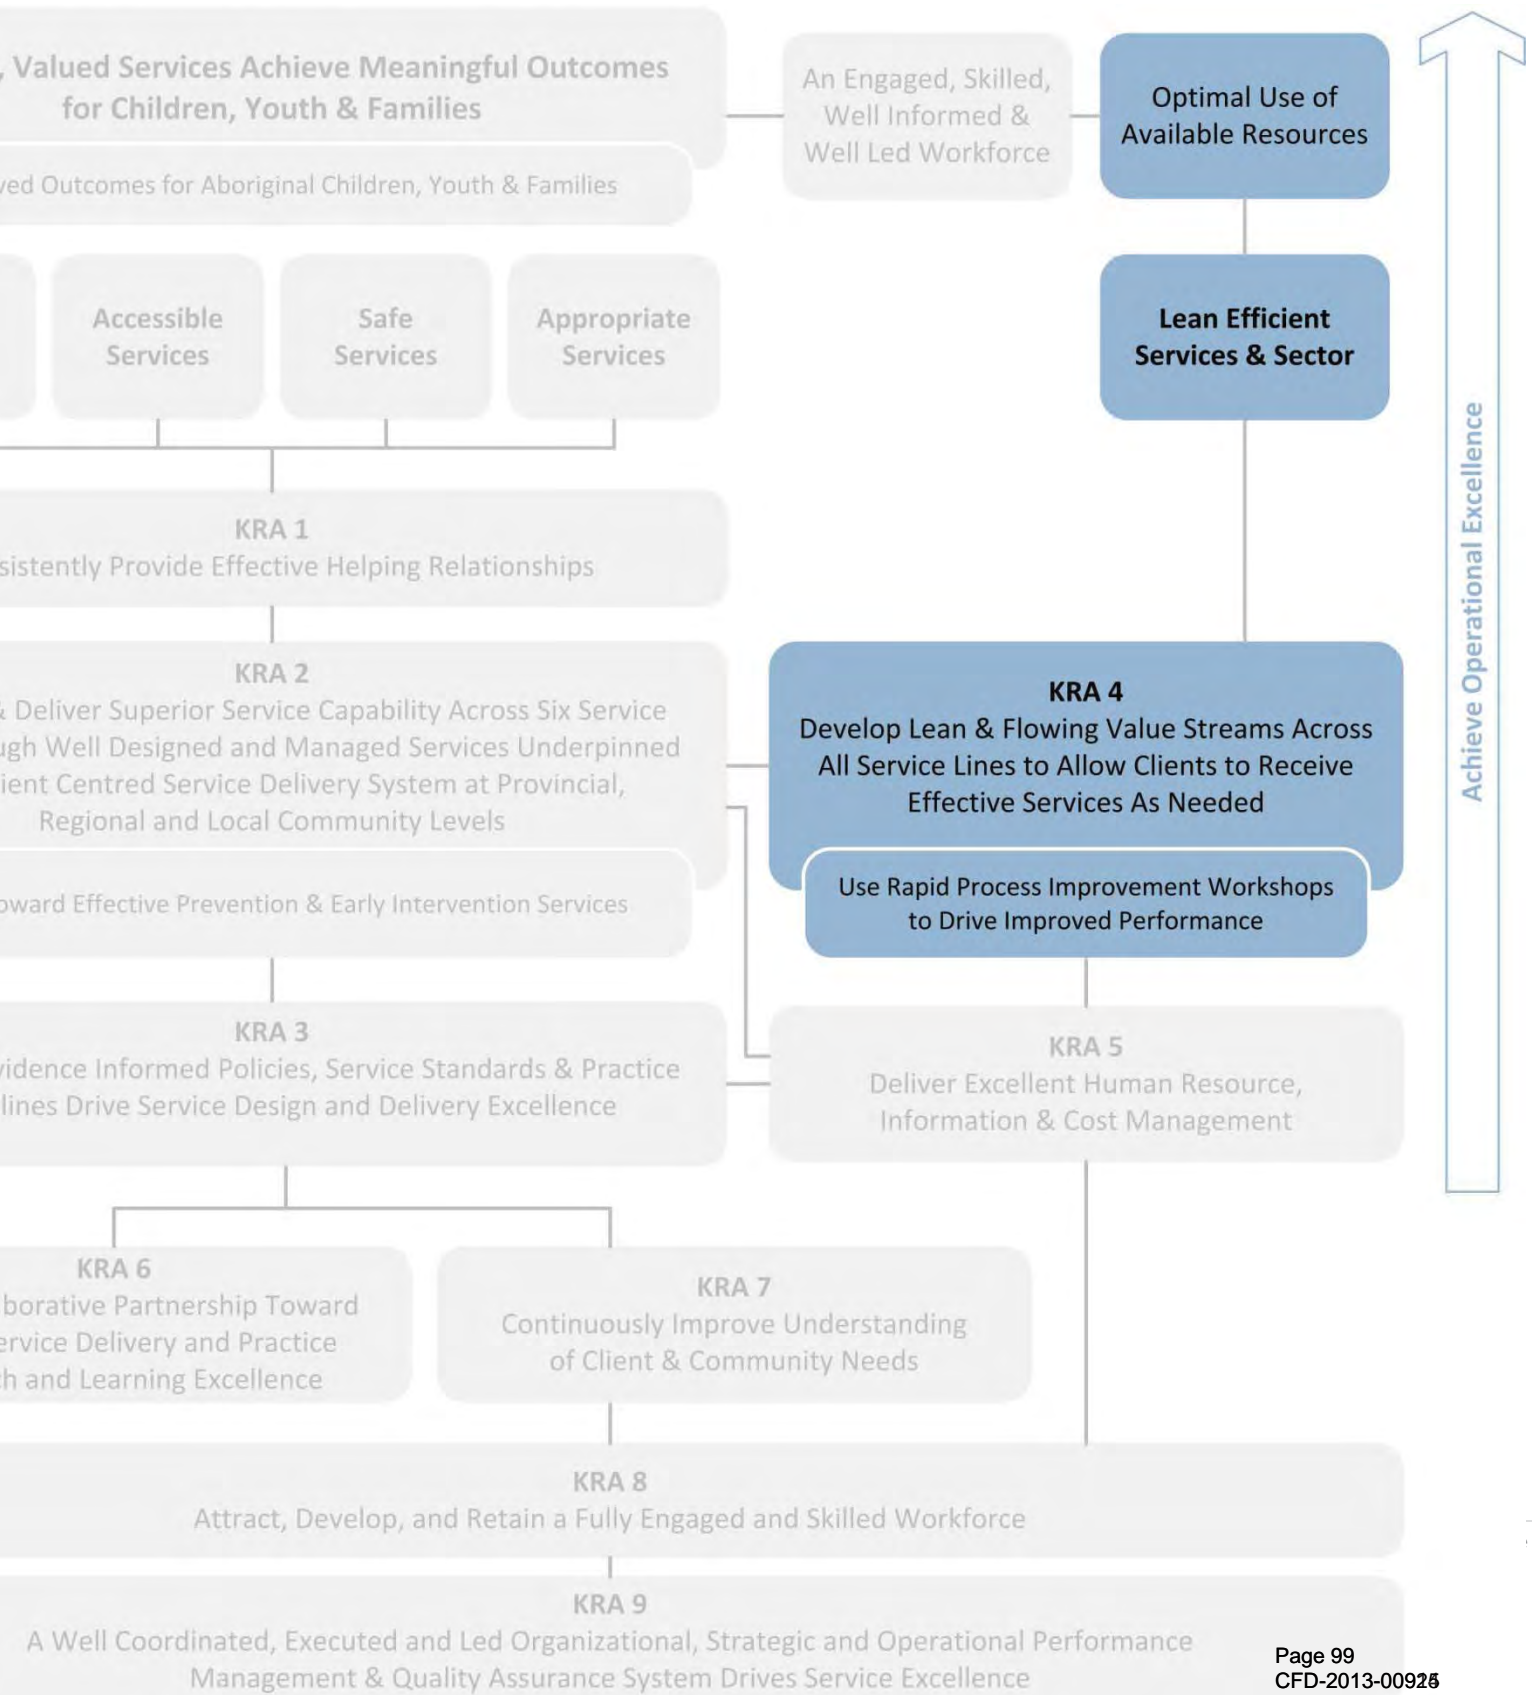 , Valued Services Achieve Meaningful Outcomes
for Children, Youth & Families
ved Outcomes for Aboriginal Children, Youth & Families
An Engaged, Skilled,
Well Informed &
Well Led Workforce
Optimal Use of
Available Resources
Accessible
Services
Safe
Services
Appropriate
Services
Lean Efficient
Services & Sector
Achieve Operational Excellence
KRA 1
sistently Provide Effective Helping Relationships
KRA 2
& Deliver Superior Service Capability Across Six Service
ugh Well Designed and Managed Services Underpinned
ient Centred Service Delivery System at Provincial,
Regional and Local Community Levels
oward Effective Prevention & Early Intervention Services
KRA 4
Develop Lean & Flowing Value Streams Across
All Service Lines to Allow Clients to Receive
Effective Services As Needed
Use Rapid Process Improvement Workshops
to Drive Improved Performance
KRA 3
vidence Informed Policies, Service Standards & Practice
lines Drive Service Design and Delivery Excellence
KRA 5
Deliver Excellent Human Resource,
Information & Cost Management
KRA 6
borative Partnership Toward
ervice Delivery and Practice
ch and Learning Excellence
KRA 7
Continuously Improve Understanding
of Client & Community Needs
KRA 8
Attract, Develop, and Retain a Fully Engaged and Skilled Workforce
KRA 9
A Well Coordinated, Executed and Led Organizational, Strategic and Operational Performance
Management & Quality Assurance System Drives Service Excellence
Page 99